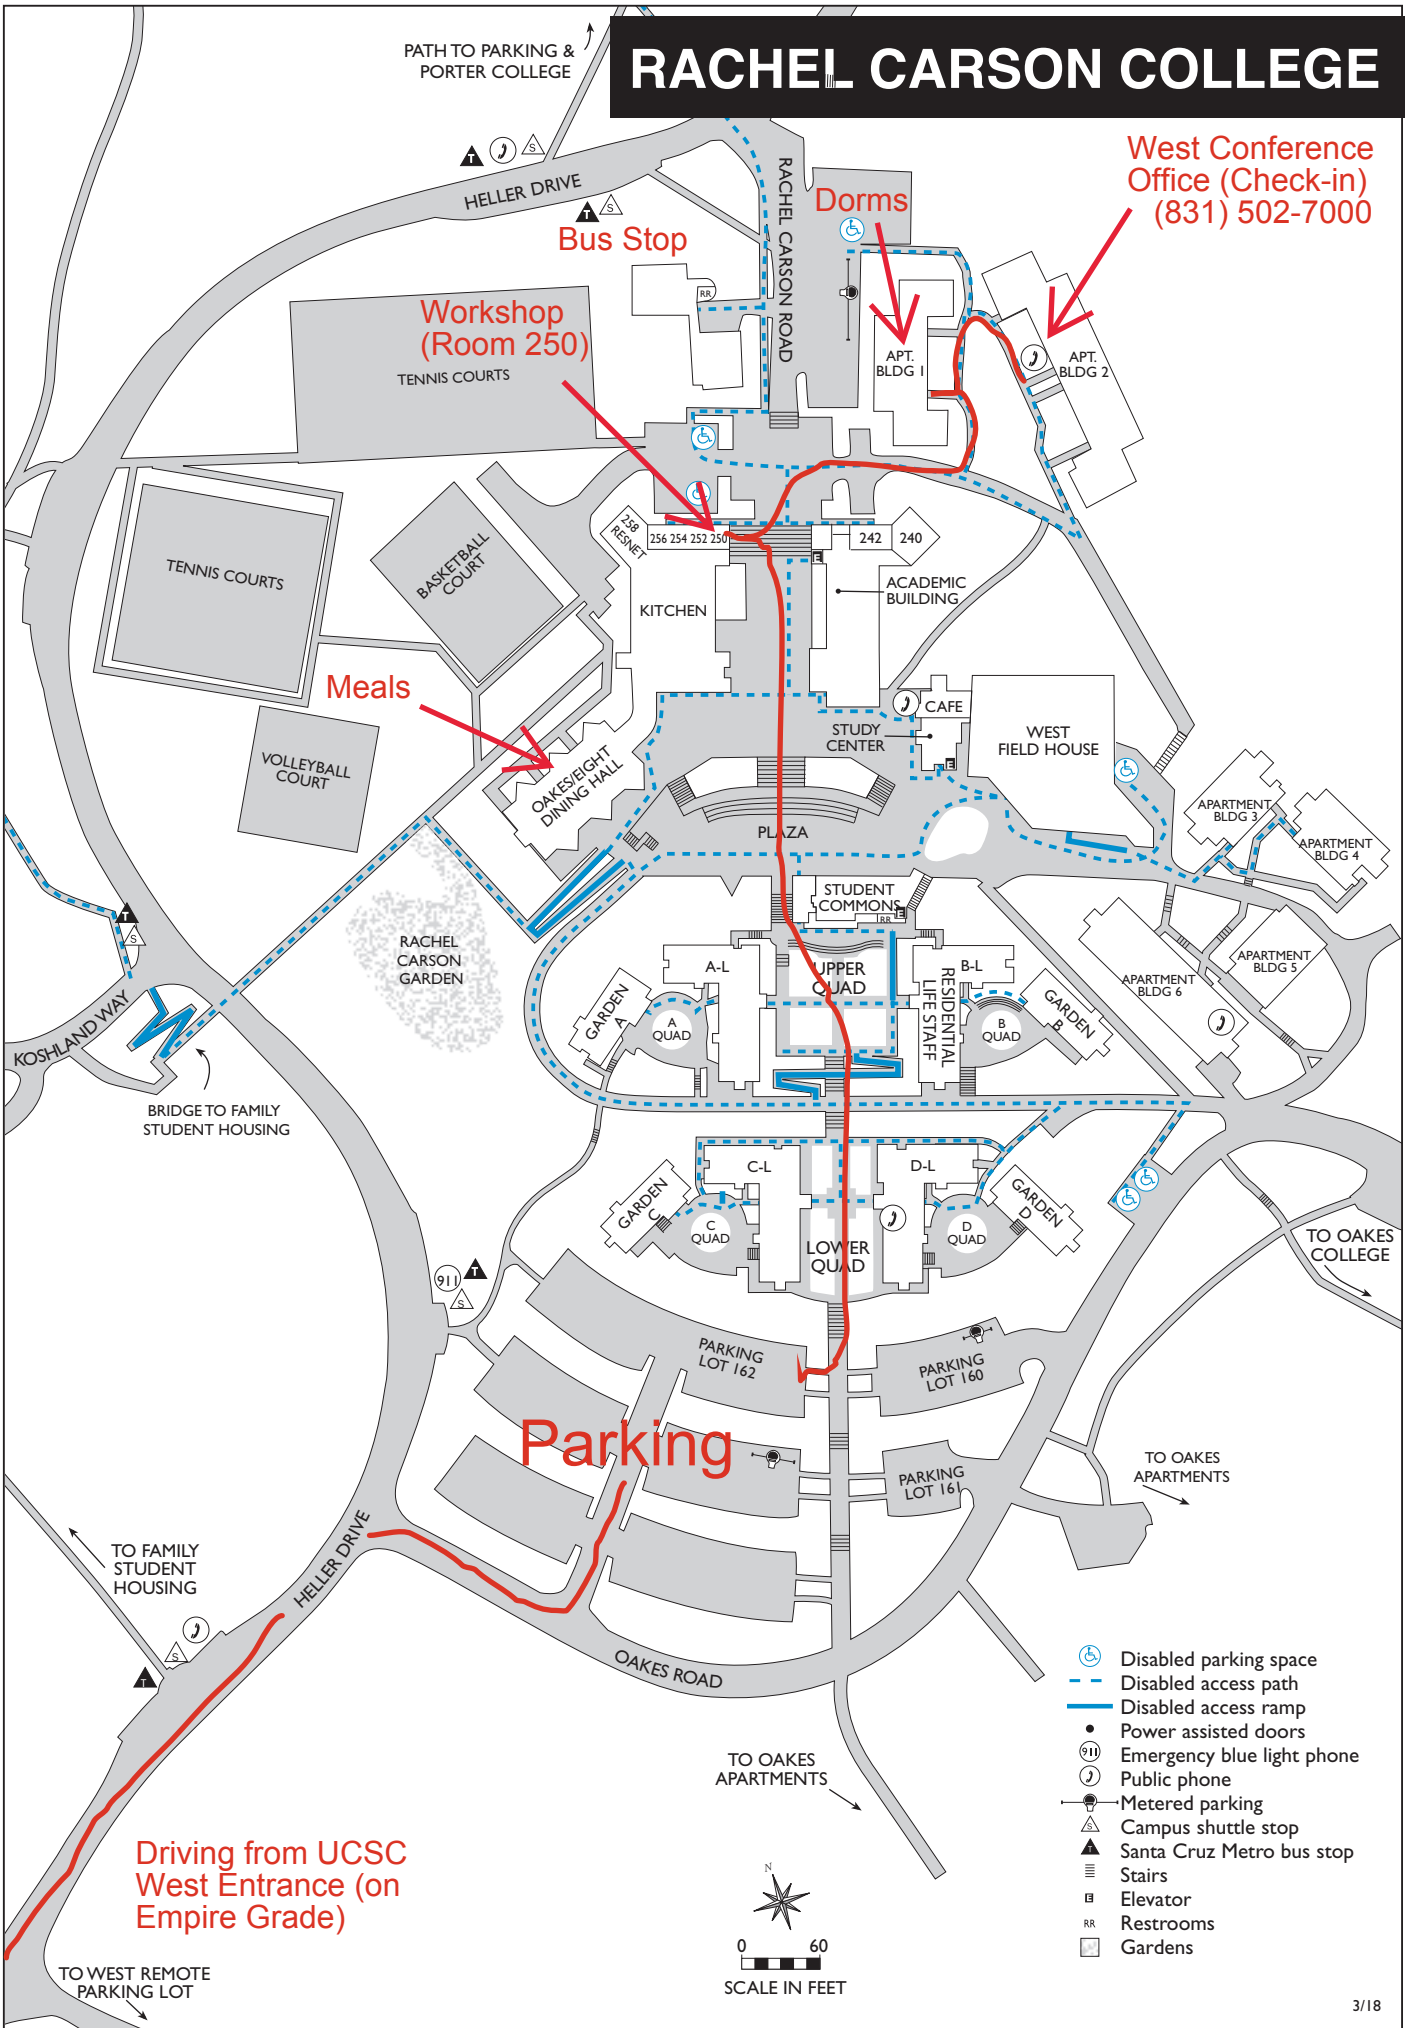 RACHEL CARSON COLLEGE
PATH TO PARKING &
PORTER COLLEGE
T
S
HELLER DRIVE
T
S
Bus Stop
RACHEL CARSON ROAD
Dorms
West Conference
Office (Check-in)
(831) 502-7000
RR
Workshop
(Room 250)
TENNIS COURTS
APT.
BLDG 1
APT.
BLDG 2
258
RESNET
256 254 252 250
242
240
E
TENNIS COURTS
BASKETBALL
COURT
KITCHEN
ACADEMIC
BUILDING
Meals
CAFE
STUDY
CENTER
E
WEST
FIELD HOUSE
VOLLEYBALL
COURT
OAKES/EIGHT
DINING HALL
PLAZA
APARTMENT
BLDG 3
APARTMENT
BLDG 4
STUDENT
COMMONS
E
RR
T
S
RACHEL
CARSON
GARDEN
A-L
UPPER
QUAD
B-L
RESIDENTIAL
LIFE STAFF
GARDEN
A
A
QUAD
B
QUAD
GARDEN
B
APARTMENT
BLDG 6
APARTMENT
BLDG 5
KOSHLAND WAY
BRIDGE TO FAMILY
STUDENT HOUSING
C-L
D-L
GARDEN
C
C
QUAD
LOWER
QUAD
D
QUAD
GARDEN
D
TO OAKES
COLLEGE
911
T
S
PARKING
LOT 162
PARKING
LOT 160
Parking
PARKING
LOT 161
TO OAKES
APARTMENTS
HELLER DRIVE
TO FAMILY
STUDENT
HOUSING
S
T
OAKES ROAD
TO OAKES
APARTMENTS
Driving from UCSC
West Entrance (on
Empire Grade)
TO WEST REMOTE
PARKING LOT
N
0 60
SCALE IN FEET
Disabled parking space
Disabled access path
Disabled access ramp
Power assisted doors
911 Emergency blue light phone
Public phone
Metered parking
S Campus shuttle stop
T Santa Cruz Metro bus stop
Stairs
E Elevator
RR Restrooms
Gardens
3/18